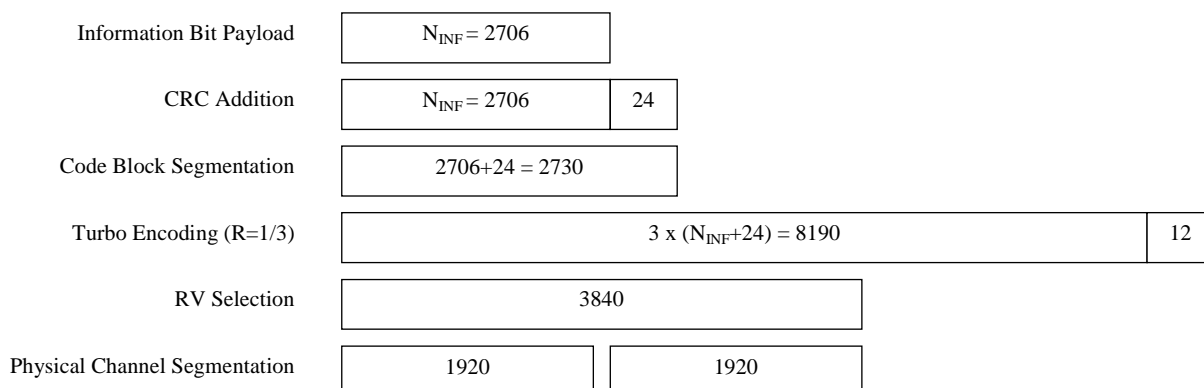 Information Bit Payload N_INF = 2706
CRC Addition N_INF = 2706 24
Code Block Segmentation 2706+24 = 2730
Turbo Encoding (R=1/3) 3 x (N_INF+24) = 8190 12
RV Selection 3840
Physical Channel Segmentation 1920 1920